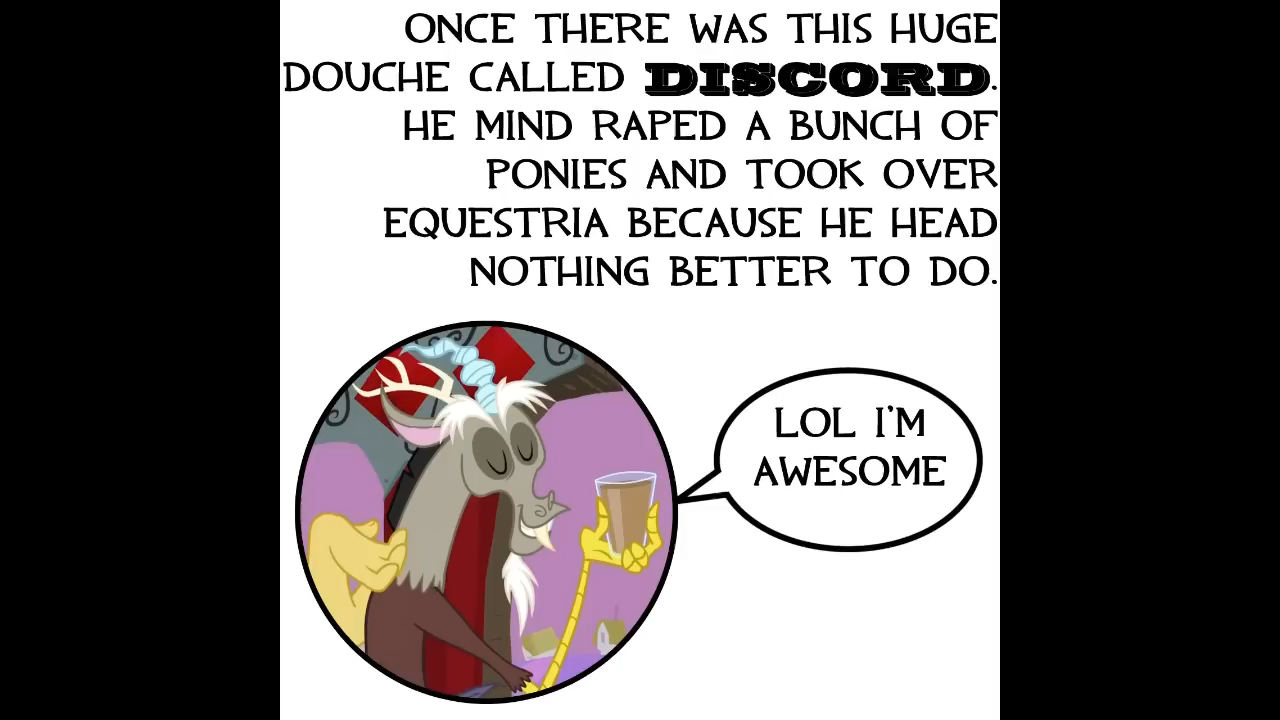 ONCE THERE WAS THIS HUGE
DOUCHE CALLED DISCORD.
HE MIND RAPED A BUNCH OF
PONIES AND TOOK OVER
EQUESTRIA BECAUSE HE HEAD
NOTHING BETTER TO DO.
LOL I'M
AWESOME